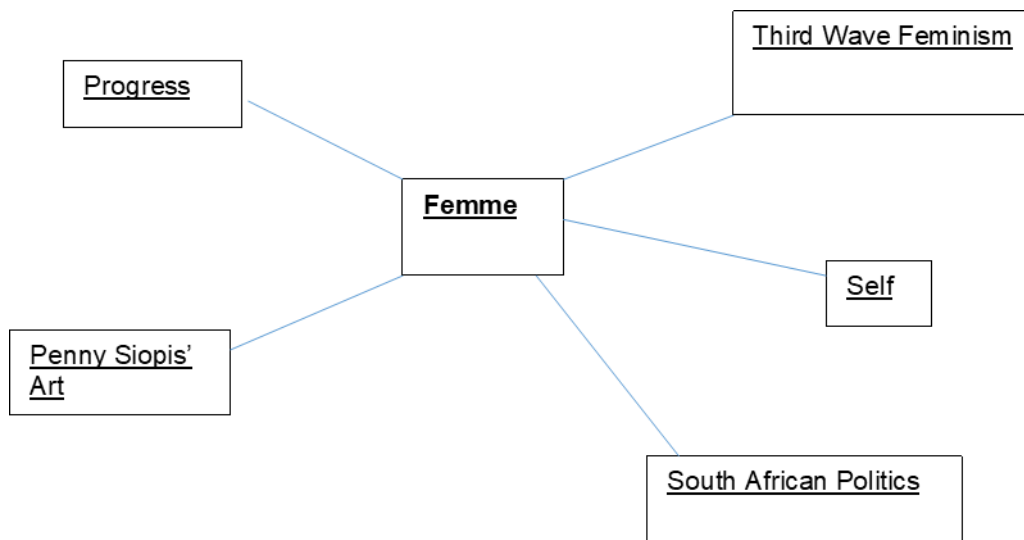 Third Wave Feminism
Progress
Femme
Self
Penny Siopis’
Art
South African Politics